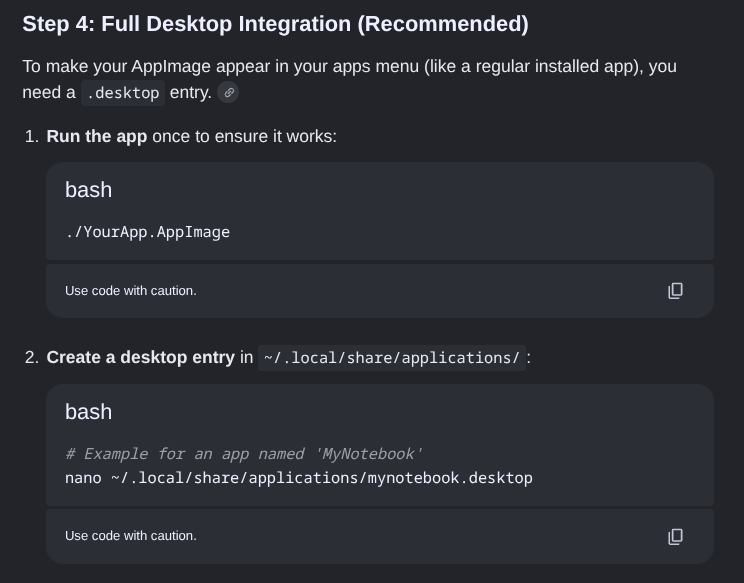 Step 4: Full Desktop Integration (Recommended)
To make your AppImage appear in your apps menu (like a regular installed app), you
need a .desktop entry.
1. Run the app once to ensure it works:
bash
./YourApp.AppImage
Use code with caution.
2. Create a desktop entry in ~/.local/share/applications/:
bash
# Example for an app named 'MyNotebook'
nano ~/.local/share/applications/mynotebook.desktop
Use code with caution.